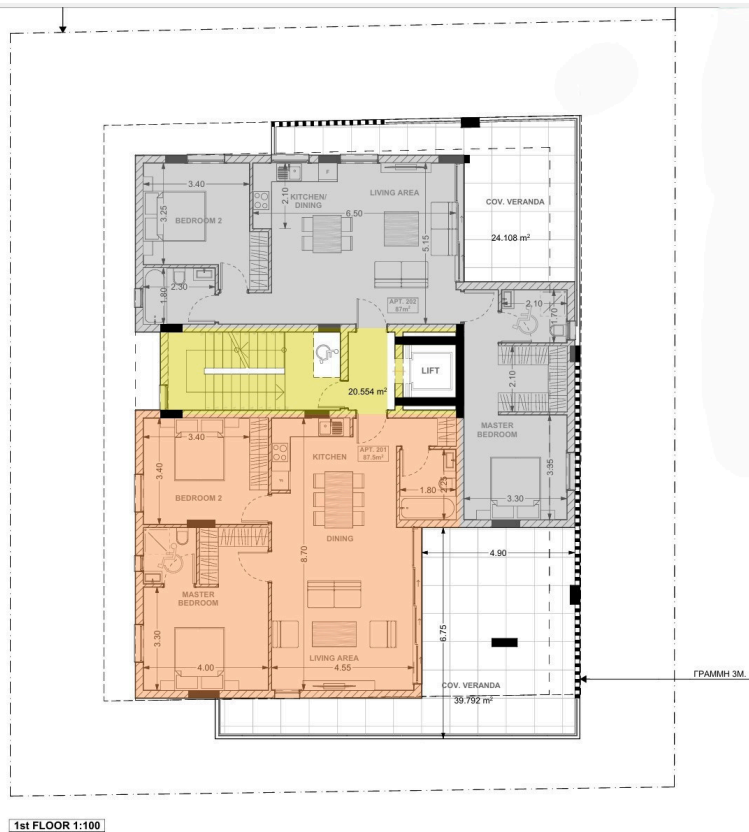 3.40
3.25
BEDROOM 2
2.10
KITCHEN/
DINING
LIVING AREA
6.50
5.15
COV. VERANDA
24.108 m²
F
2.30
1.80
APT. 202
87m²
2.10
1.70
20.554 m²
LIFT
2.10
MASTER
BEDROOM
3.35
3.30
3.40
3.40
BEDROOM 2
KITCHEN
APT. 201
87.5m²
1.80
2.25
DINING
8.70
4.90
MASTER
BEDROOM
3.30
4.00
LIVING AREA
4.55
6.75
COV. VERANDA
39.792 m²
ΓΡΑΜΜΗ 3Μ.
1st FLOOR 1:100